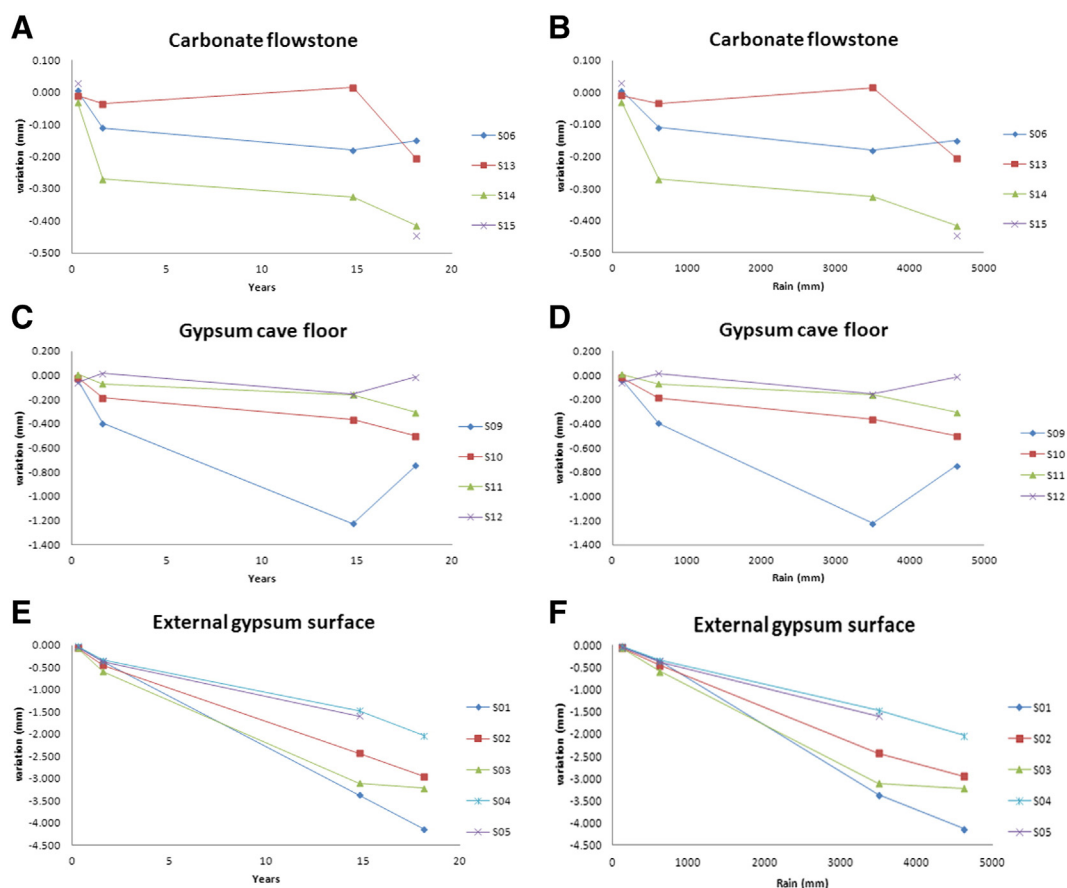 A
Carbonate flowstone
variation (mm)
0.100
0.000
-0.100
-0.200
-0.300
-0.400
-0.500
0 5 10 15 20
Years
S06
S13
S14
S15
B
Carbonate flowstone
variation (mm)
0.100
0.000
-0.100
-0.200
-0.300
-0.400
-0.500
0 1000 2000 3000 4000 5000
Rain (mm)
S06
S13
S14
S15
C
Gypsum cave floor
variation (mm)
0.200
0.000
-0.200
-0.400
-0.600
-0.800
-1.000
-1.200
-1.400
0 5 10 15 20
Years
S09
S10
S11
S12
D
Gypsum cave floor
variation (mm)
0.200
0.000
-0.200
-0.400
-0.600
-0.800
-1.000
-1.200
-1.400
0 1000 2000 3000 4000 5000
Rain (mm)
S09
S10
S11
S12
E
External gypsum surface
variation (mm)
0.000
-0.500
-1.000
-1.500
-2.000
-2.500
-3.000
-3.500
-4.000
-4.500
0 5 10 15 20
Years
S01
S02
S03
S04
S05
F
External gypsum surface
variation (mm)
0.000
-0.500
-1.000
-1.500
-2.000
-2.500
-3.000
-3.500
-4.000
-4.500
0 1000 2000 3000 4000 5000
Rain (mm)
S01
S02
S03
S04
S05